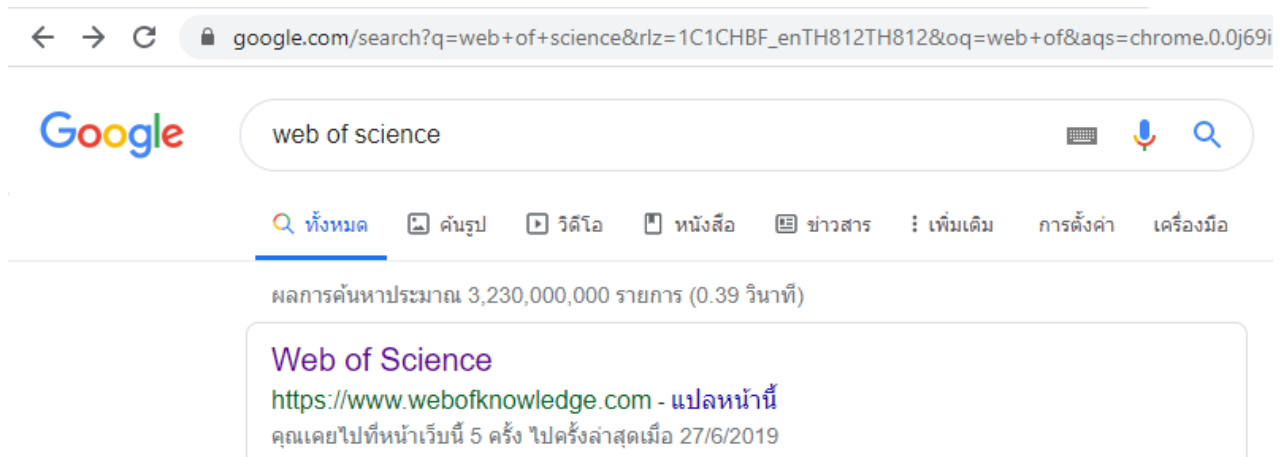 google.com/search?q=web+of+science&rlz=1C1CHBF_enTH812TH812&oq=web+of&aqs=chrome.0.0j69i
Google web of science
ทั้งหมด ค้นรูป วิดีโอ หนังสือ ข่าวสาร เพิ่มเติม การตั้งค่า เครื่องมือ
ผลการค้นหาประมาณ 3,230,000,000 รายการ (0.39 วินาที)
Web of Science
https://www.webofknowledge.com - แปลหน้านี้
คุณเคยไปที่หน้าเว็บนี้ 5 ครั้ง ไปครั้งล่าสุดเมื่อ 27/6/2019